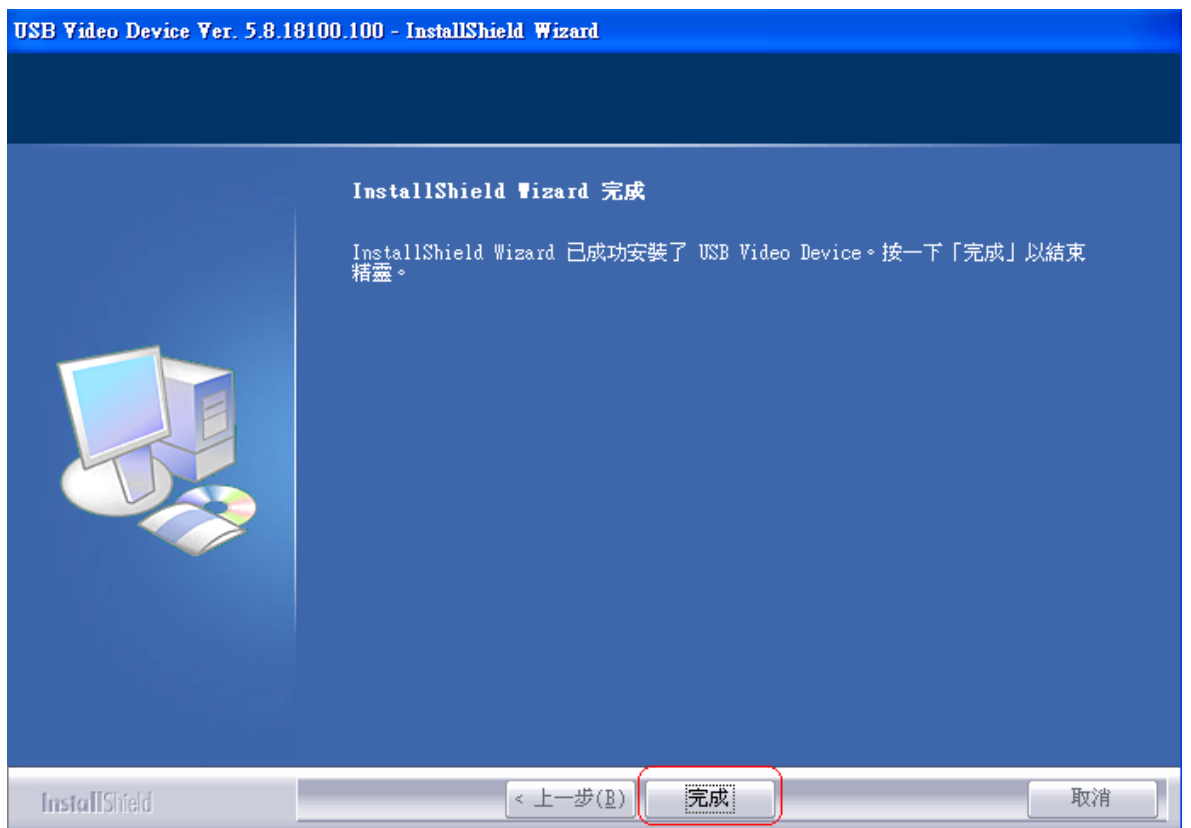 USB Video Device Ver. 5.8.18100.100 - InstallShield Wizard
InstallShield Wizard 完成
InstallShield Wizard 已成功安裝了 USB Video Device。按一下「完成」以結束
精靈。
InstallShield
< 上一步(B)
完成
取消